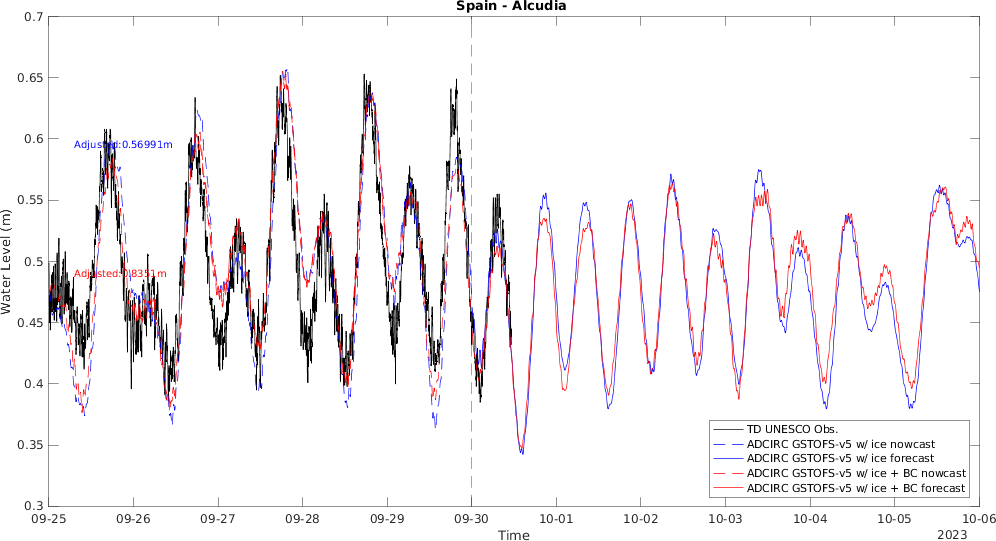 Spain - Alcudia
0.7
0.65
0.6
0.55
0.5
0.45
0.4
0.35
0.3
Water Level (m)
Adjusted:0.56991m
Adjusted:0.8351m
TD UNESCO Obs.
ADCIRC GSTOFS-v5 w/ ice nowcast
ADCIRC GSTOFS-v5 w/ ice forecast
ADCIRC GSTOFS-v5 w/ ice + BC nowcast
ADCIRC GSTOFS-v5 w/ ice + BC forecast
09-25 09-26 09-27 09-28 09-29 09-30 10-01 10-02 10-03 10-04 10-05 10-06
Time
2023